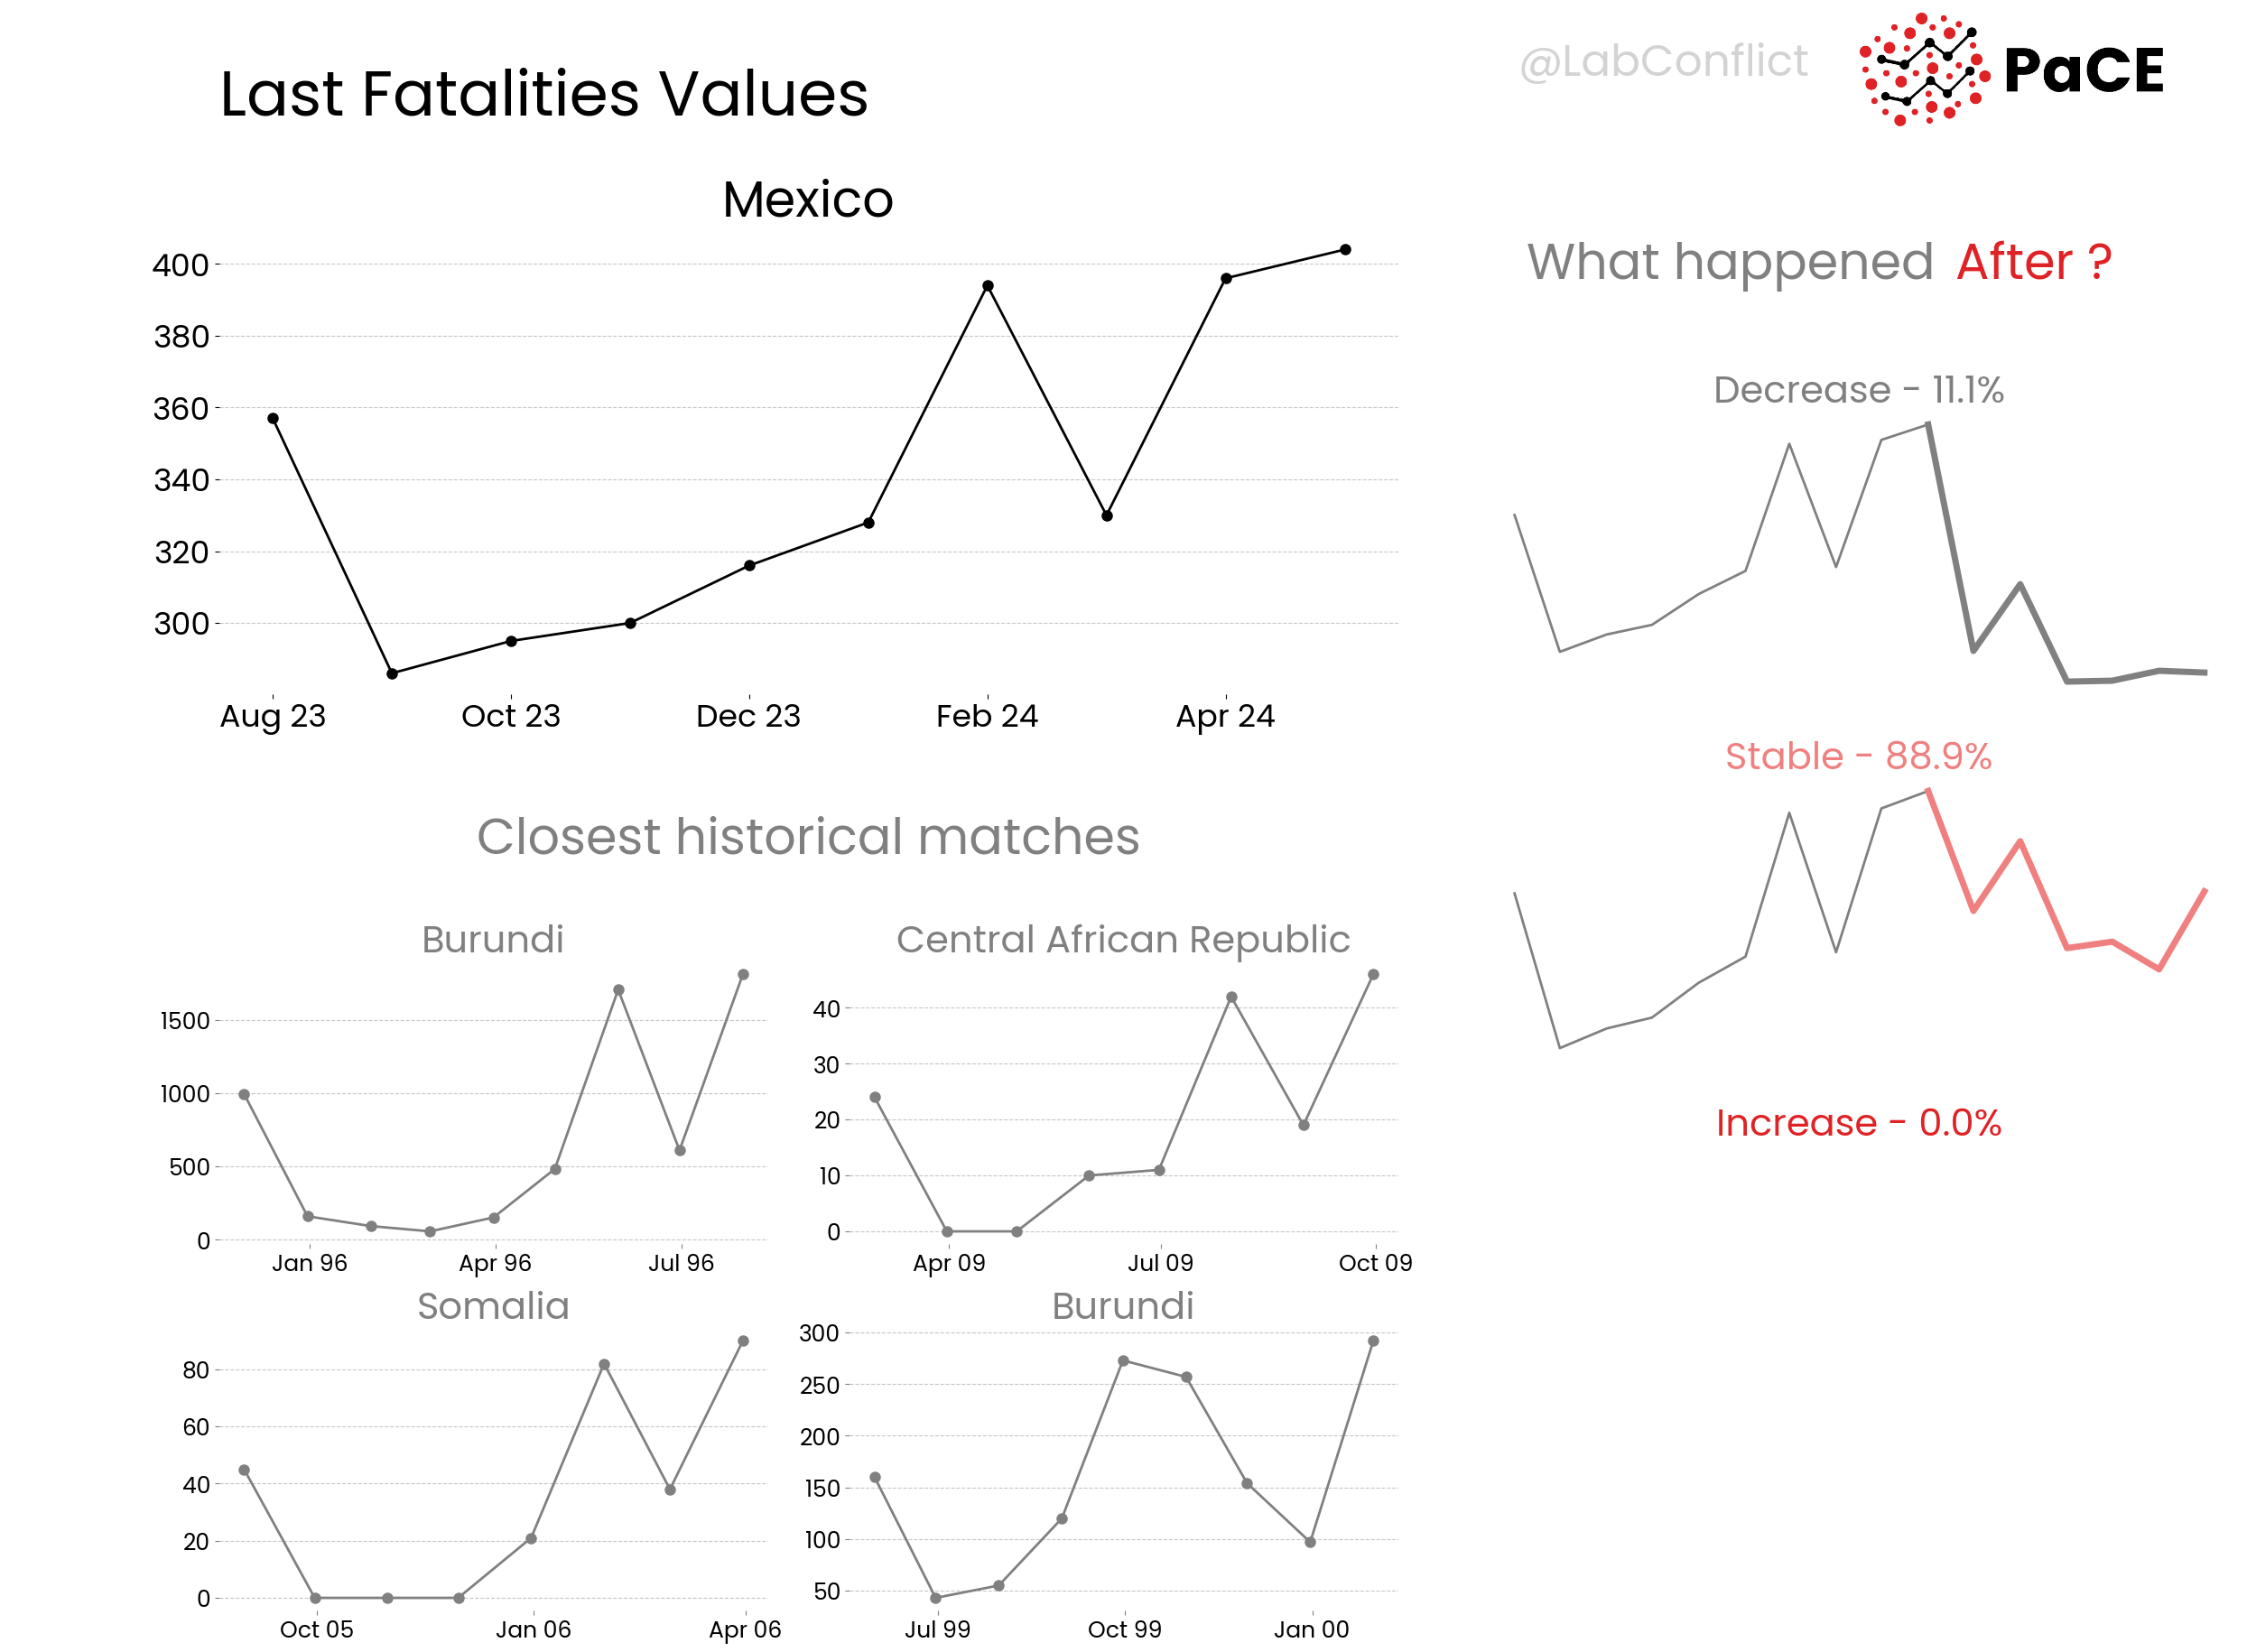 @LabConflict
PaCE
Last Fatalities Values
Mexico
400
380
360
340
320
300
Aug 23 Oct 23 Dec 23 Feb 24 Apr 24
What happened After ?
Decrease - 11.1%
Stable - 88.9%
Increase - 0.0%
Closest historical matches
Burundi
1500
1000
500
0
Jan 96 Apr 96 Jul 96
Central African Republic
40
30
20
10
0
Apr 09 Jul 09 Oct 09
Somalia
80
60
40
20
0
Oct 05 Jan 06 Apr 06
Burundi
300
250
200
150
100
50
Jul 99 Oct 99 Jan 00